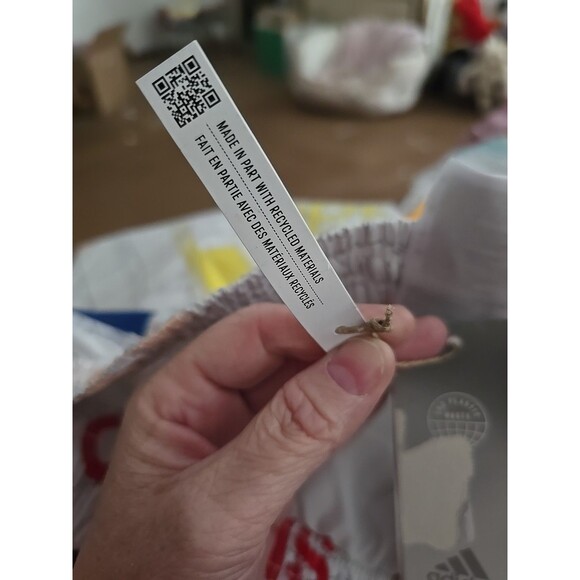 MADE IN PART WITH RECYCLED MATERIALS
FAIT EN PARTIE AVEC DES MATÉRIAUX RECYCLÉS